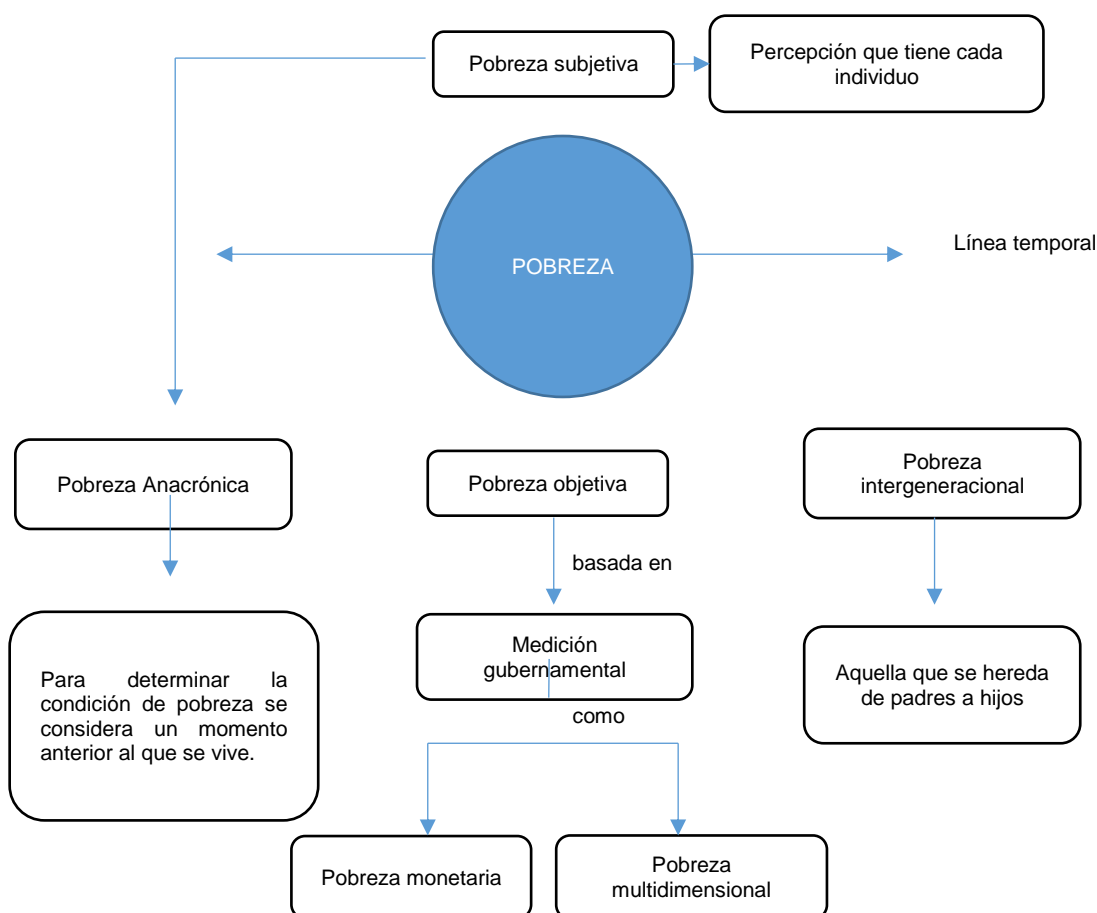 Pobreza subjetiva
Percepción que tiene cada
individuo
Línea temporal
POBREZA
Pobreza Anacrónica
Pobreza objetiva
Pobreza
intergeneracional
basada en
Para determinar la
condición de pobreza se
considera un momento
anterior al que se vive.
Medición
gubernamental
Aquella que se hereda
de padres a hijos
como
Pobreza monetaria
Pobreza
multidimensional